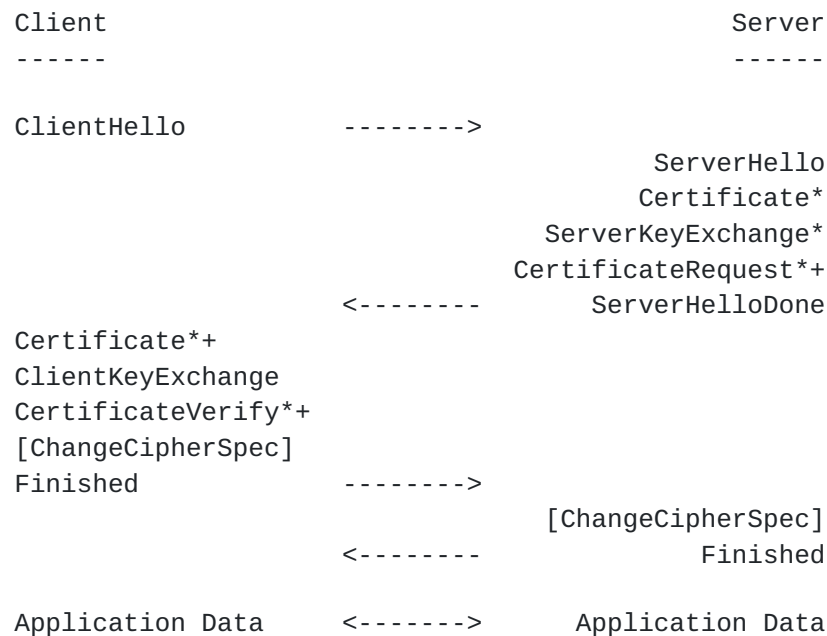 Client                                               Server
------                                               ------

ClientHello                  -------->
                                                ServerHello
                                               Certificate*
                                         ServerKeyExchange*
                                       CertificateRequest*+
                             <--------      ServerHelloDone
Certificate*+
ClientKeyExchange
CertificateVerify*+
[ChangeCipherSpec]
Finished                     -------->
                                         [ChangeCipherSpec]
                             <--------             Finished

Application Data             <------->     Application Data